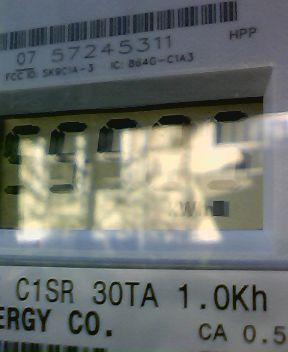 07 57245311
HPP
FCC ID: SK9C1A-3 IC: 864G-C1A3
C1SR 30TA 1.0Kh
ERGY CO.
CA 0.5